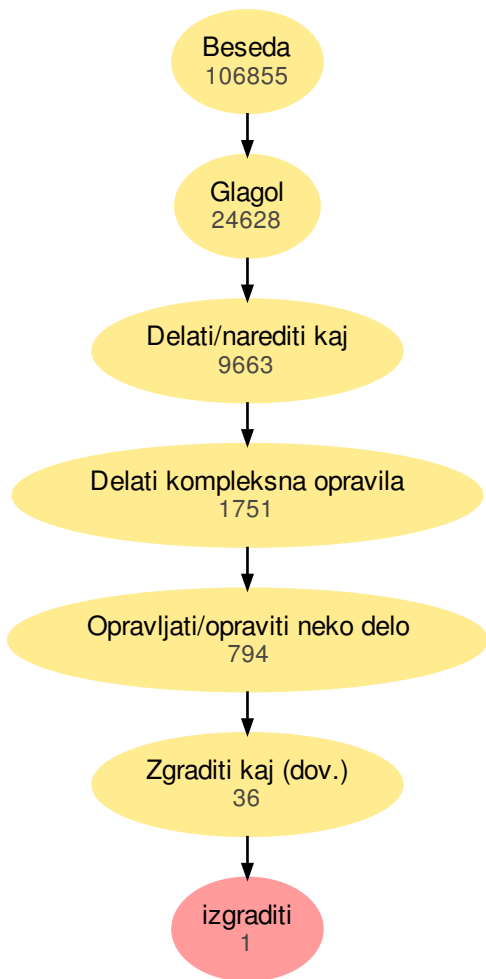 Beseda
106855
Glagol
24628
Delati/narediti kaj
9663
Delati kompleksna opravila
1751
Opravljati/opraviti neko delo
794
Zgraditi kaj (dov.)
36
izgraditi
1